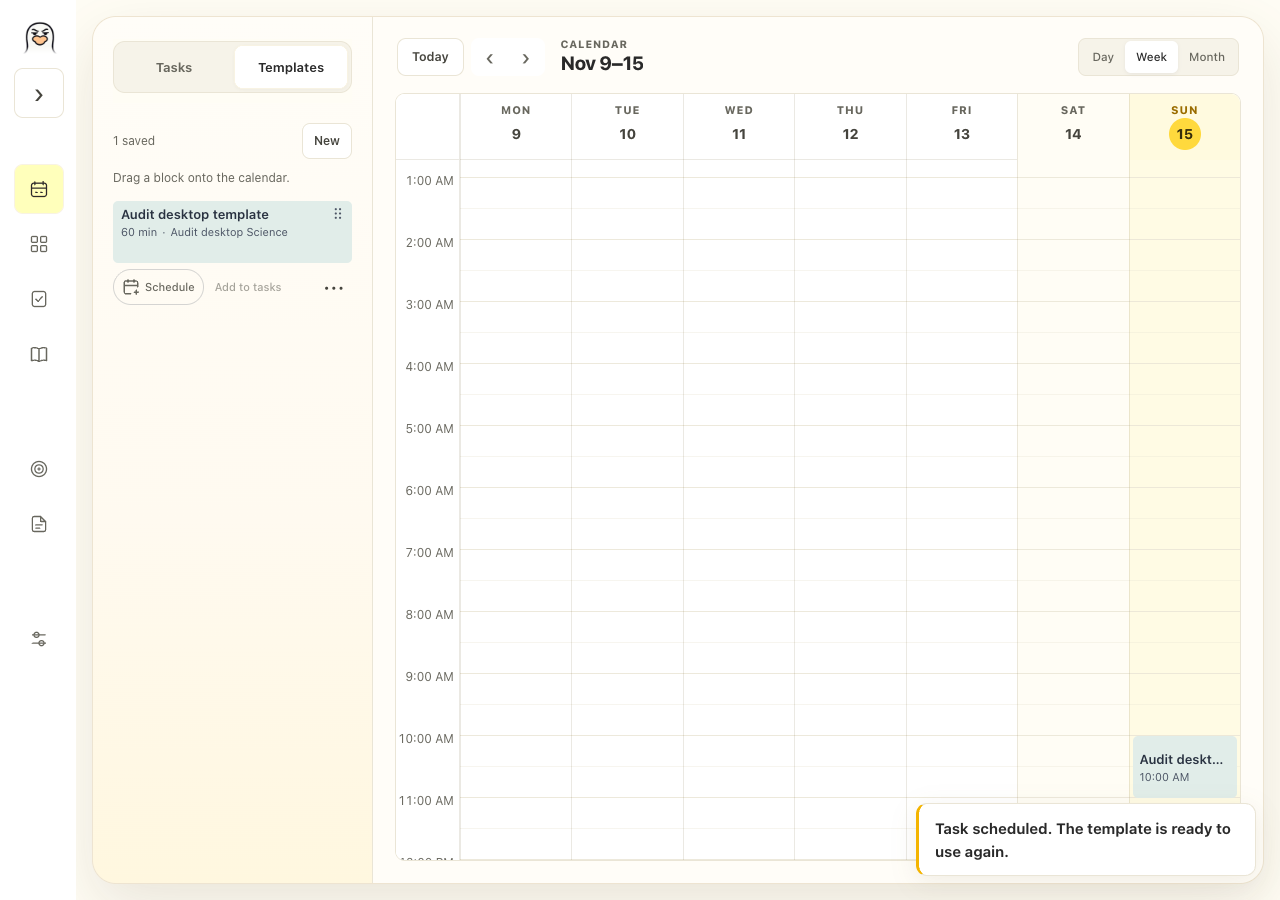 Tasks
Templates
1 saved
New
Drag a block onto the calendar.
Audit desktop template
60 min · Audit desktop Science
Schedule
Add to tasks
Today
CALENDAR
Nov 9–15
Day
Week
Month
MON
9
TUE
10
WED
11
THU
12
FRI
13
SAT
14
SUN
15
1:00 AM
2:00 AM
3:00 AM
4:00 AM
5:00 AM
6:00 AM
7:00 AM
8:00 AM
9:00 AM
10:00 AM
Audit deskt...
10:00 AM
11:00 AM
Task scheduled. The template is ready to
use again.